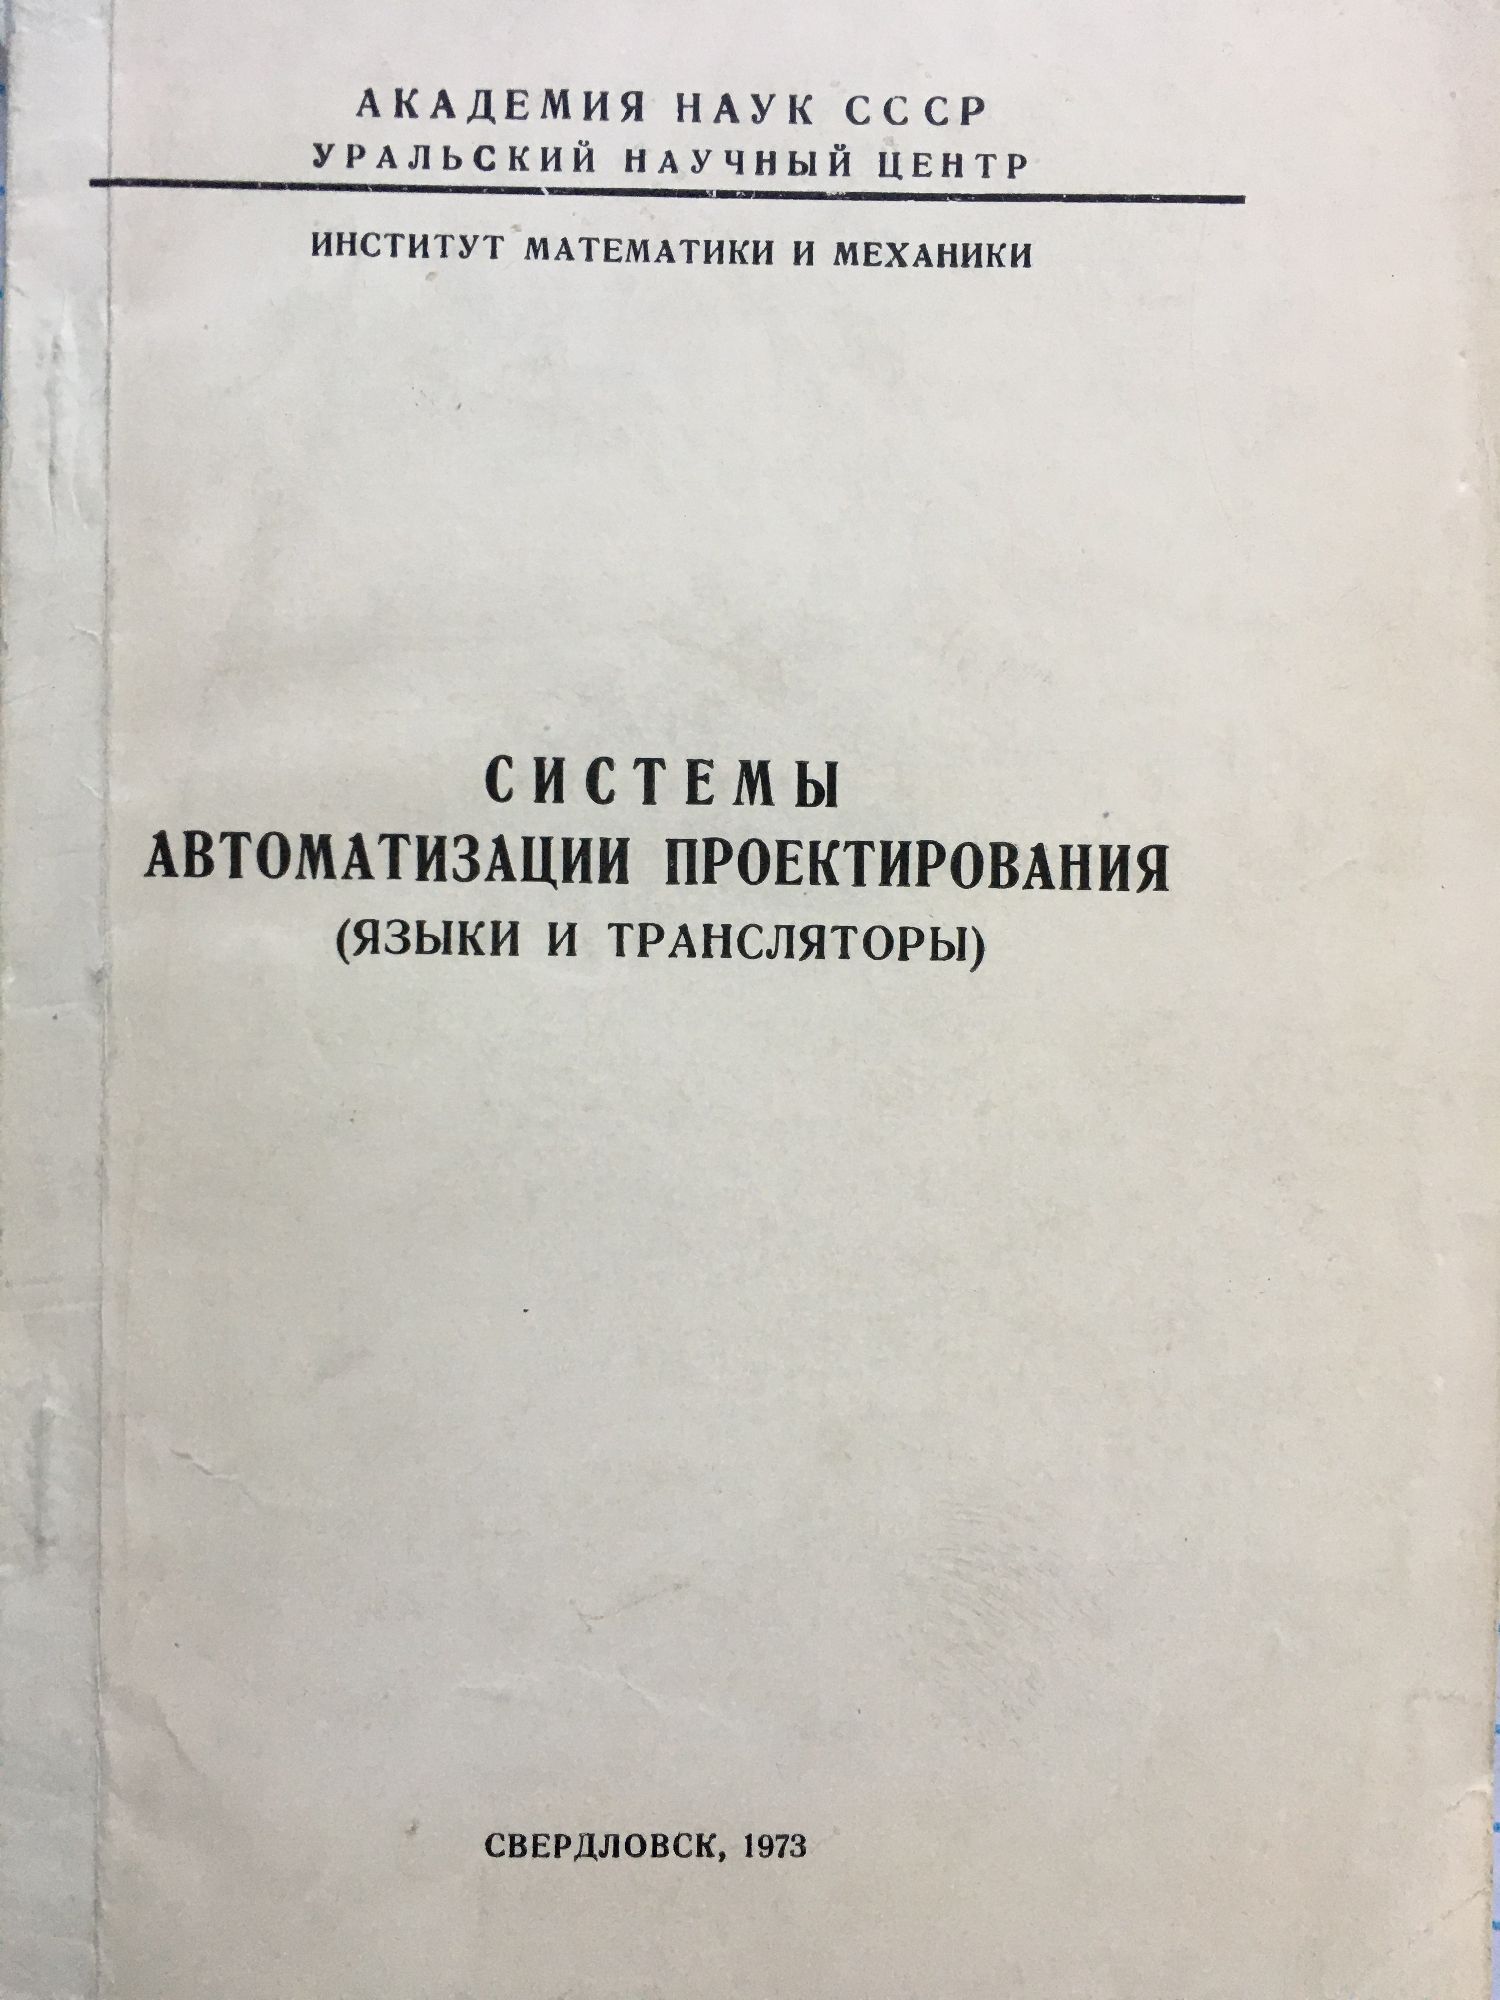 АКАДЕМИЯ НАУК СССР
УРАЛЬСКИЙ НАУЧНЫЙ ЦЕНТР
ИНСТИТУТ МАТЕМАТИКИ И МЕХАНИКИ
СИСТЕМЫ
АВТОМАТИЗАЦИИ ПРОЕКТИРОВАНИЯ
(ЯЗЫКИ И ТРАНСЛЯТОРЫ)
СВЕРДЛОВСК, 1973